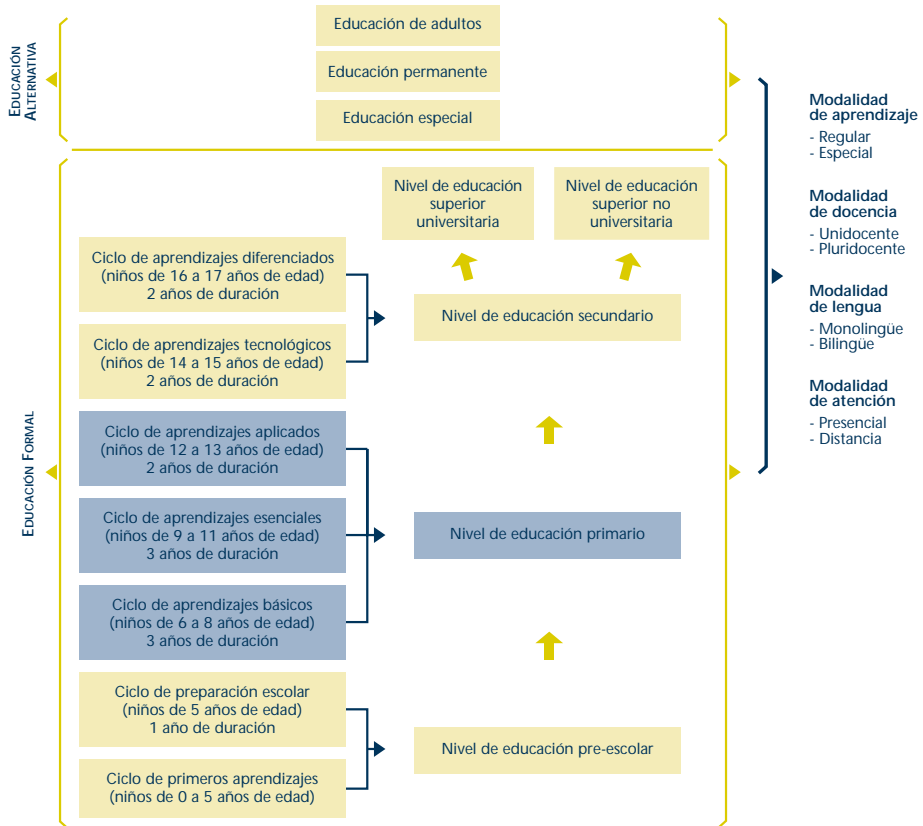 EDUCACIÓN
ALTERNATIVA
Educación de adultos
Educación permanente
Educación especial
EDUCACIÓN FORMAL
Nivel de educación
superior
universitaria
Nivel de educación
superior no
universitaria
Ciclo de aprendizajes diferenciados
(niños de 16 a 17 años de edad)
2 años de duración
Ciclo de aprendizajes tecnológicos
(niños de 14 a 15 años de edad)
2 años de duración
Nivel de educación secundario
Ciclo de aprendizajes aplicados
(niños de 12 a 13 años de edad)
2 años de duración
Ciclo de aprendizajes esenciales
(niños de 9 a 11 años de edad)
3 años de duración
Ciclo de aprendizajes básicos
(niños de 6 a 8 años de edad)
3 años de duración
Nivel de educación primario
Ciclo de preparación escolar
(niños de 5 años de edad)
1 año de duración
Ciclo de primeros aprendizajes
(niños de 0 a 5 años de edad)
Nivel de educación pre-escolar
Modalidad
de aprendizaje
- Regular
- Especial
Modalidad
de docencia
- Unidocente
- Pluridocente
Modalidad
de lengua
- Monolingüe
- Bilingüe
Modalidad
de atención
- Presencial
- Distancia